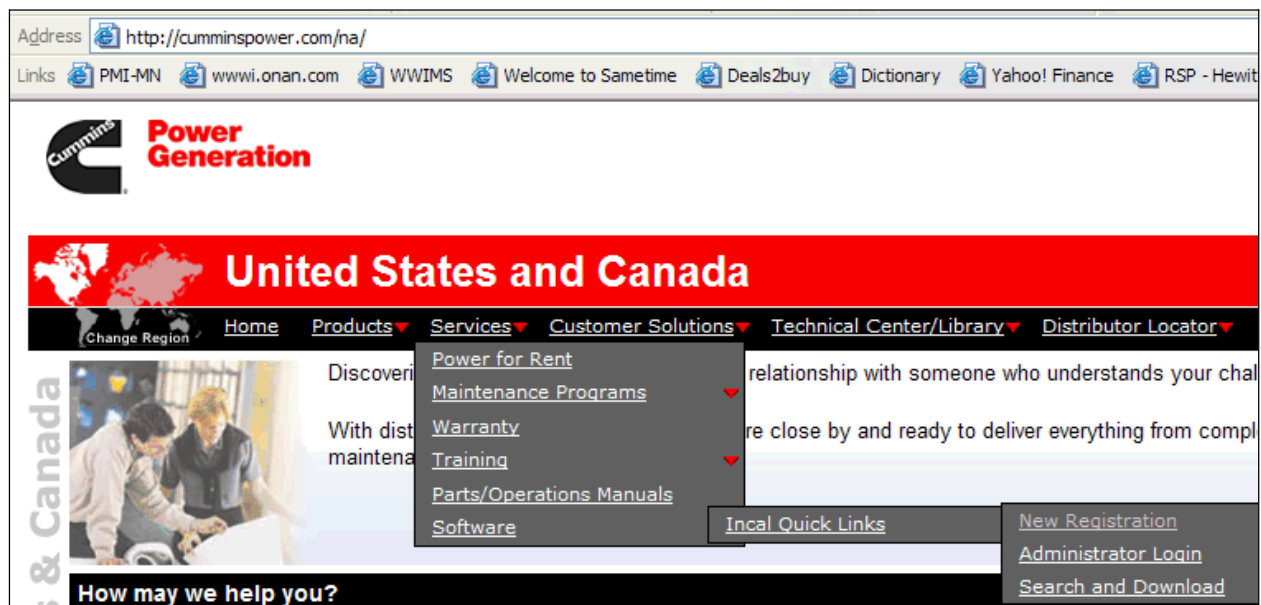 Address http://cumminspower.com/na/
Links PMI-MN wwwi.onan.com WWIMS Welcome to Sametime Deals2buy Dictionary Yahoo! Finance RSP - Hewit
Cummins
Power
Generation
United States and Canada
Change Region Home Products Services Customer Solutions Technical Center/Library Distributor Locator
Power for Rent
Maintenance Programs
Warranty
Training
Parts/Operations Manuals
Software
Incal Quick Links
New Registration
Administrator Login
Search and Download
Discoveri relationship with someone who understands your chal
With dist re close by and ready to deliver everything from comple
maintena
s & Canada
How may we help you?